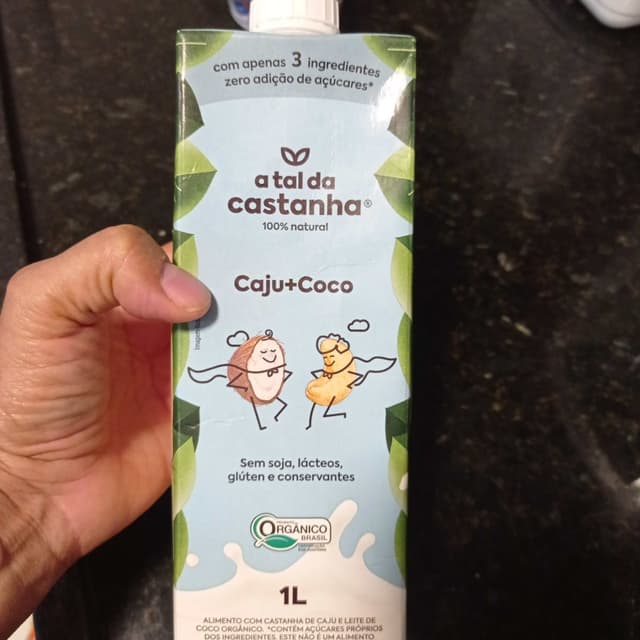 com apenas 3 ingredientes
zero adição de açúcares*
a tal da
castanha®
100% natural
Caju+Coco
Sem soja, lácteos,
glúten e conservantes
ORGÂNICO
BRASIL
1L
ALIMENTO COM CASTANHA DE CAJU E LEITE DE
COCO ORGÂNICO. *CONTÉM AÇÚCARES PRÓPRIOS
DOS INGREDIENTES. ESTE NÃO É UM ALIMENTO